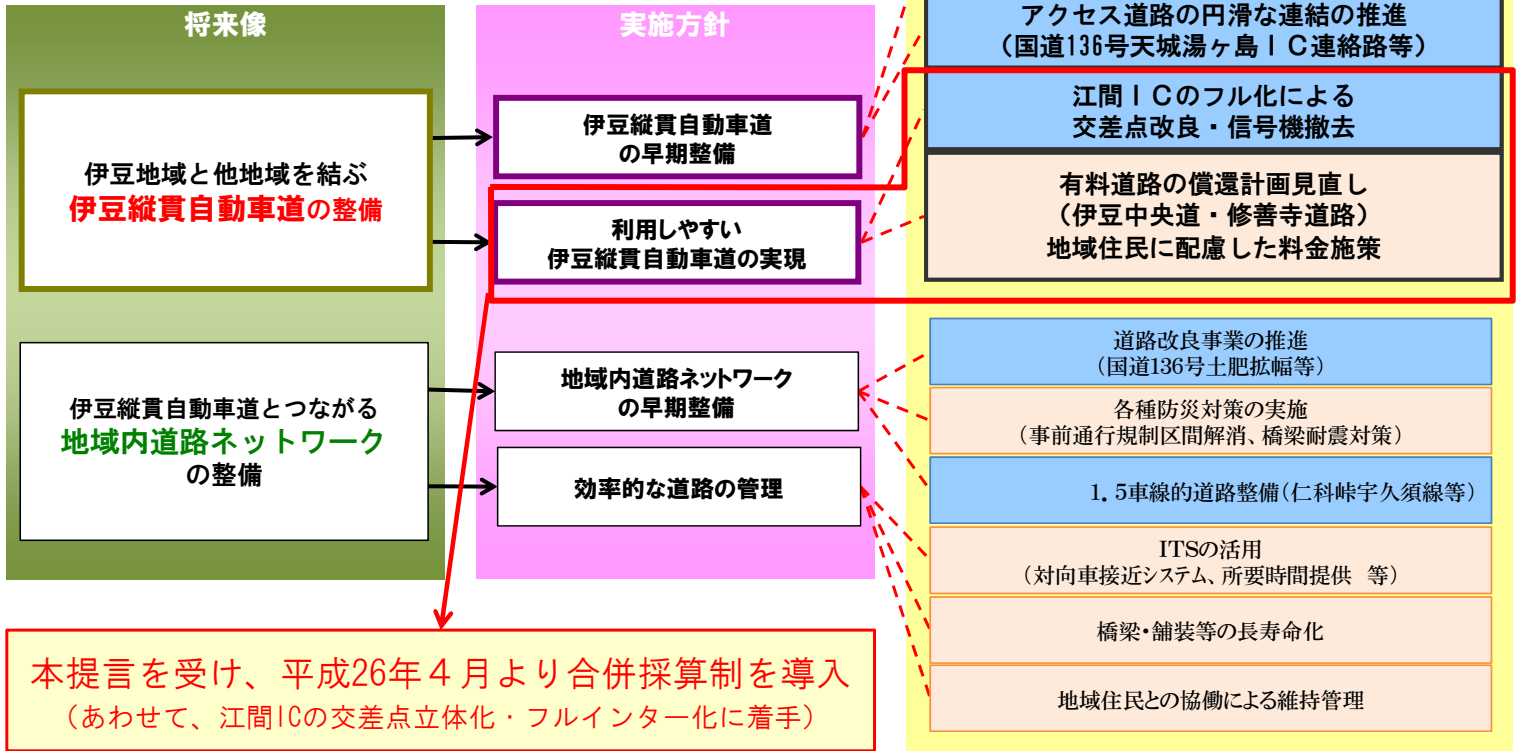 将来像
伊豆地域と他地域を結ぶ
伊豆縦貫自動車道の整備
伊豆縦貫自動車道とつながる
地域内道路ネットワーク
の整備
実施方針
伊豆縦貫自動車道
の早期整備
利用しやすい
伊豆縦貫自動車道の実現
地域内道路ネットワーク
の早期整備
効率的な道路の管理
アクセス道路の円滑な連結の推進
（国道136号天城湯ヶ島ＩＣ連絡路等）
江間ＩＣのフル化による
交差点改良・信号機撤去
有料道路の償還計画見直し
（伊豆中央道・修善寺道路）
地域住民に配慮した料金施策
道路改良事業の推進
（国道136号土肥拡幅等）
各種防災対策の実施
（事前通行規制区間解消、橋梁耐震対策）
１．５車線的道路整備（仁科峠宇久須線等）
ITSの活用
（対向車接近システム、所要時間提供　等）
橋梁・舗装等の長寿命化
地域住民との協働による維持管理
本提言を受け、平成26年４月より合併採算制を導入
（あわせて、江間ICの交差点立体化・フルインター化に着手）